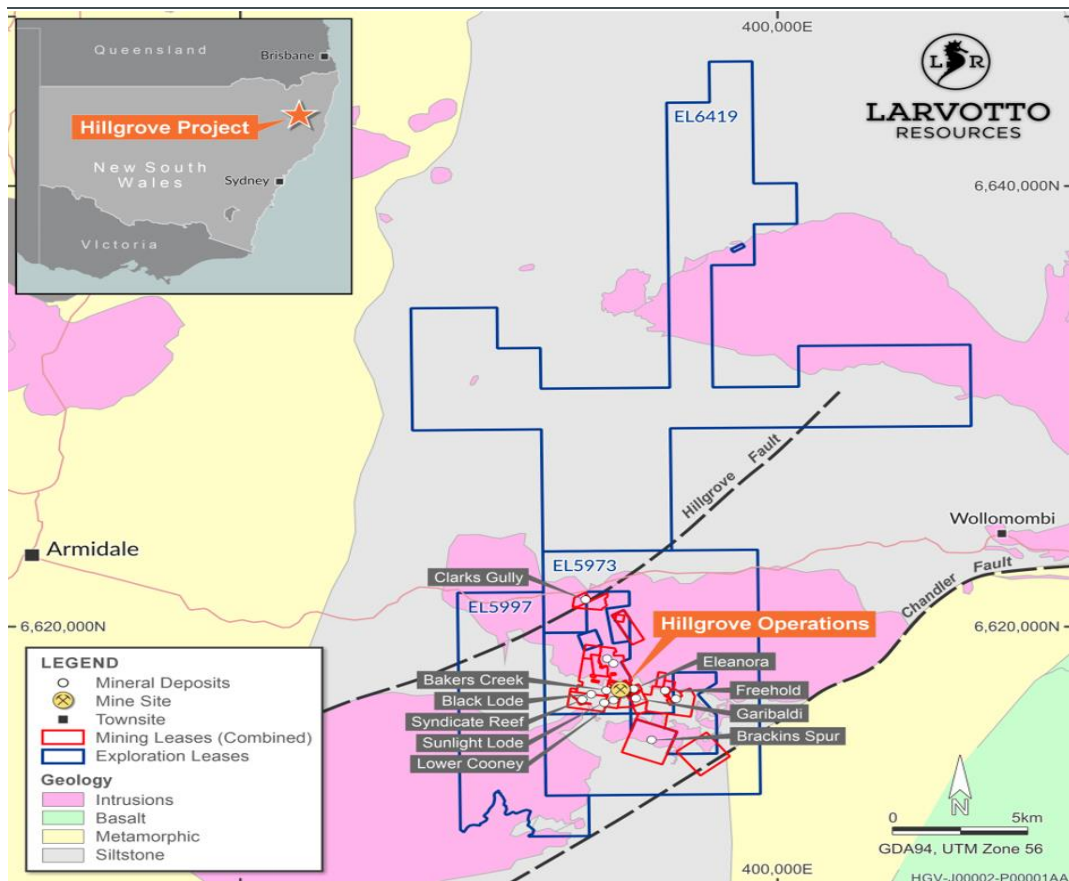 400,000E
Queensland
Brisbane
Hillgrove Project
New South
Wales
Sydney
VIctoria
L R
LARVOTTO
RESOURCES
EL6419
6,640,000N
Hillgrove Fault
Wollomombi
Armidale
Chandler Fault
Clarks Gully
EL5973
EL5997
6,620,000N
Hillgrove Operations
6,620,000N
Eleanora
Bakers Creek
Freehold
Black Lode
Garibaldi
Syndicate Reef
Brackins Spur
Sunlight Lode
Lower Cooney
LEGEND
Mineral Deposits
Mine Site
Townsite
Mining Leases (Combined)
Exploration Leases
Geology
Intrusions
Basalt
Metamorphic
Siltstone
N
0 5km
GDA94, UTM Zone 56
400,000E
HGV-J00002-P00001AA